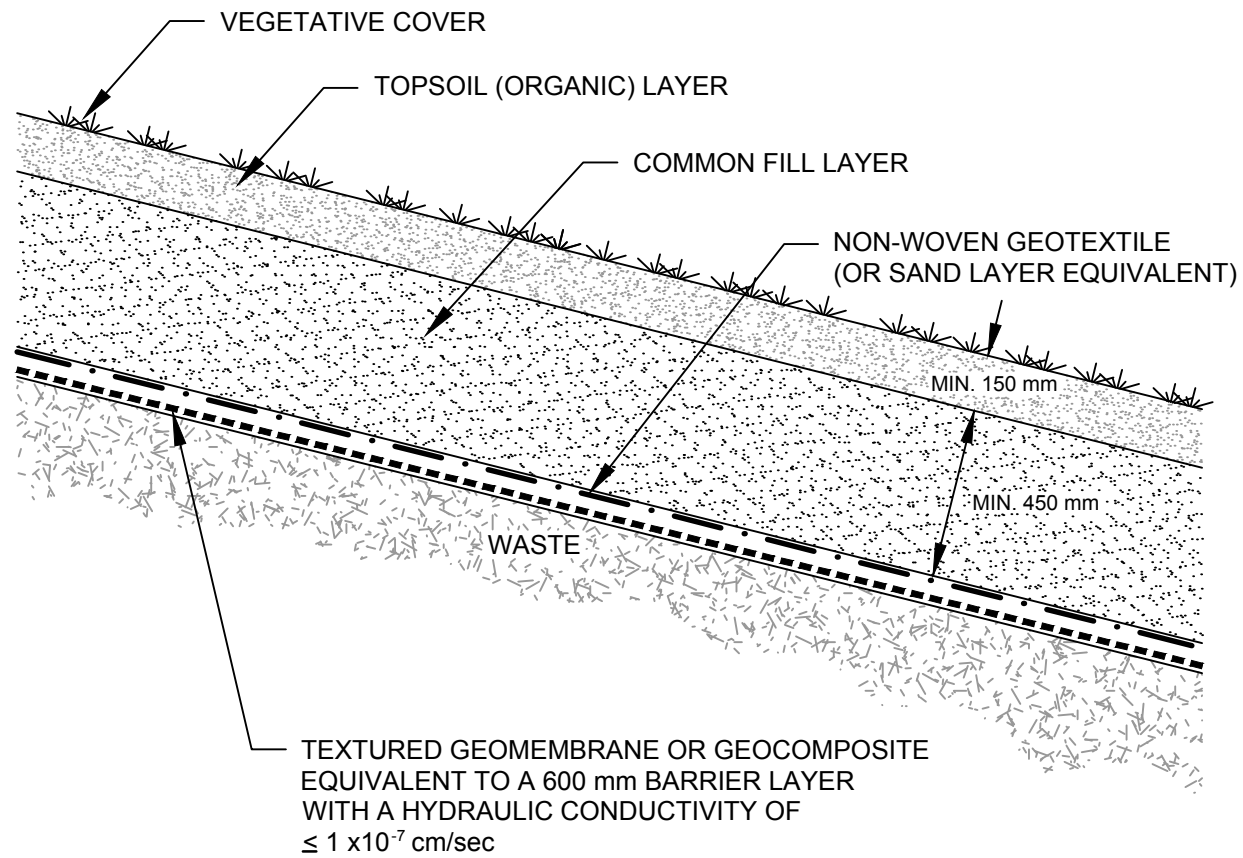 VEGETATIVE COVER
TOPSOIL (ORGANIC) LAYER
COMMON FILL LAYER
NON-WOVEN GEOTEXTILE
(OR SAND LAYER EQUIVALENT)
MIN. 150 mm
MIN. 450 mm
WASTE
TEXTURED GEOMEMBRANE OR GEOCOMPOSITE
EQUIVALENT TO A 600 mm BARRIER LAYER
WITH A HYDRAULIC CONDUCTIVITY OF
≤ 1 x10⁻⁷ cm/sec